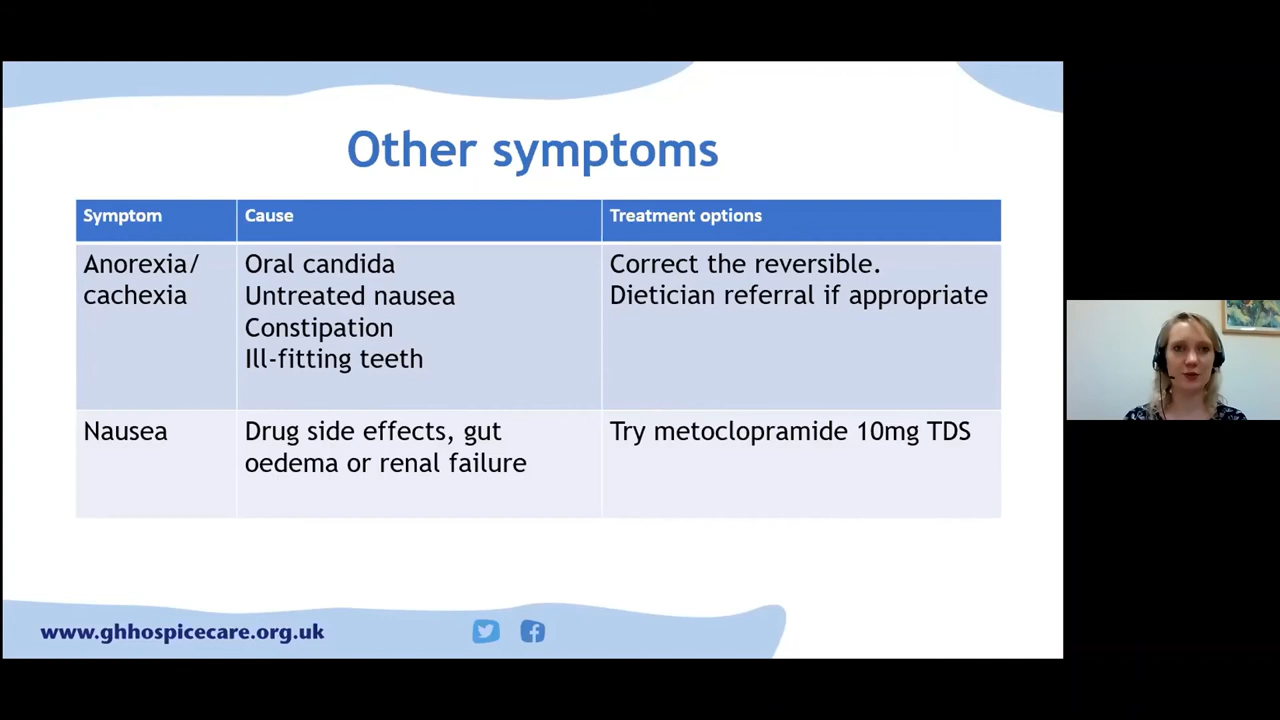 Other symptoms
Symptom
Cause
Treatment options
Anorexia/
cachexia
Oral candida
Untreated nausea
Constipation
Ill-fitting teeth
Correct the reversible.
Dietician referral if appropriate
Nausea
Drug side effects, gut
oedema or renal failure
Try metoclopramide 10mg TDS
www.ghhospicecare.org.uk